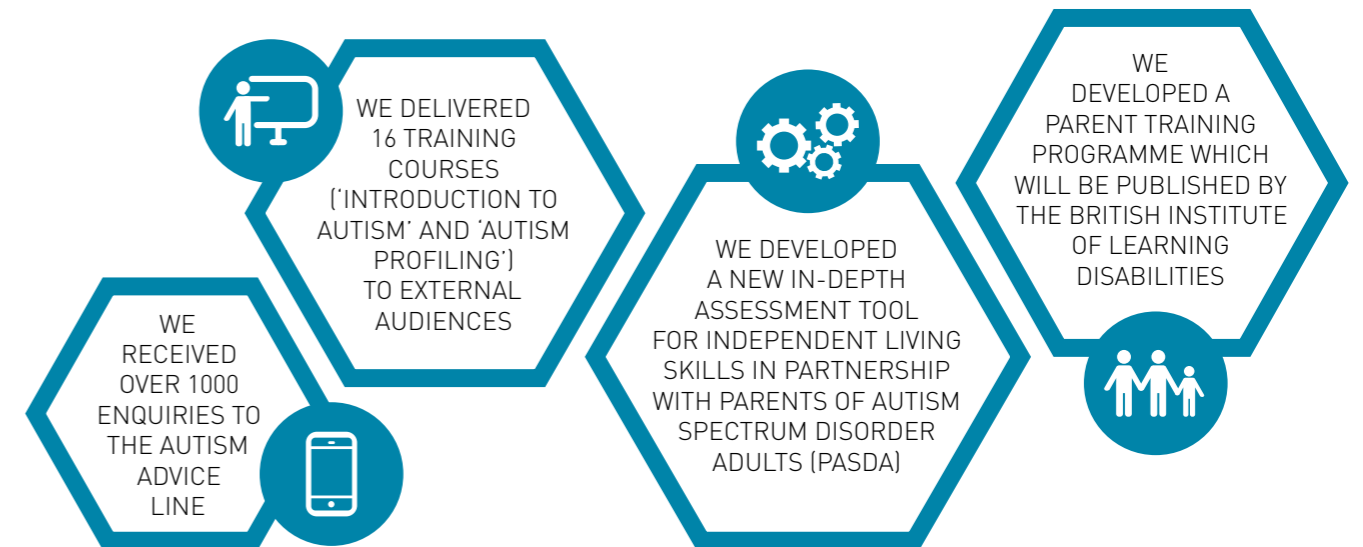 WE
RECEIVED
OVER 1000
ENQUIRIES TO
THE AUTISM
ADVICE
LINE
WE DELIVERED
16 TRAINING
COURSES
(‘INTRODUCTION TO
AUTISM’ AND ‘AUTISM
PROFILING’)
TO EXTERNAL
AUDIENCES
WE DEVELOPED
A NEW IN-DEPTH
ASSESSMENT TOOL
FOR INDEPENDENT LIVING
SKILLS IN PARTNERSHIP
WITH PARENTS OF AUTISM
SPECTRUM DISORDER
ADULTS (PASDA)
WE
DEVELOPED A
PARENT TRAINING
PROGRAMME WHICH
WILL BE PUBLISHED BY
THE BRITISH INSTITUTE
OF LEARNING
DISABILITIES